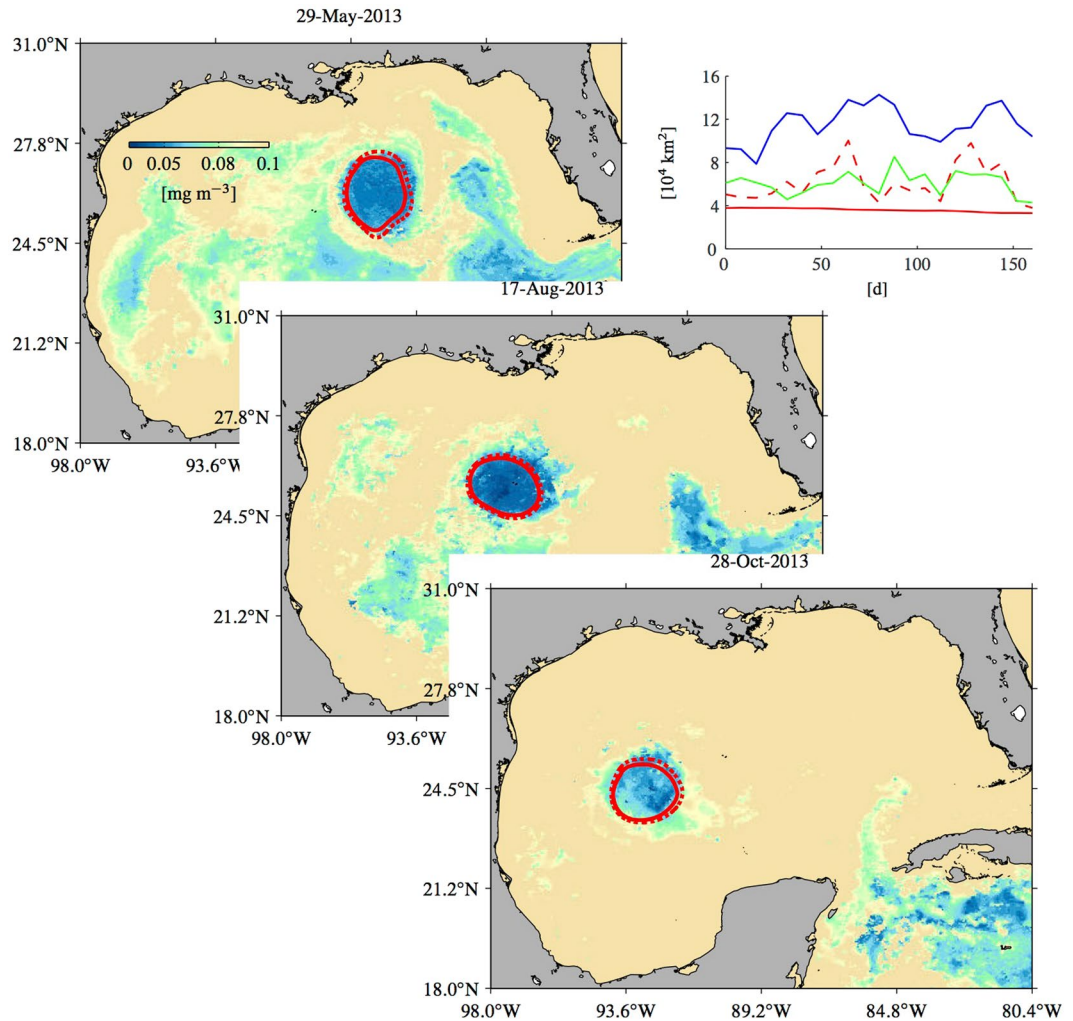 29-May-2013
31.0°N
27.8°N
24.5°N
21.2°N
18.0°N
98.0°W 93.6°W
0 0.05 0.08 0.1
[mg m−3]
16
12
8
4
0
[10⁴ km²]
0 50 100 150
[d]
17-Aug-2013
31.0°N
27.8°N
24.5°N
21.2°N
18.0°N
98.0°W 93.6°W
28-Oct-2013
31.0°N
27.8°N
24.5°N
21.2°N
18.0°N
98.0°W 93.6°W 89.2°W 84.8°W 80.4°W